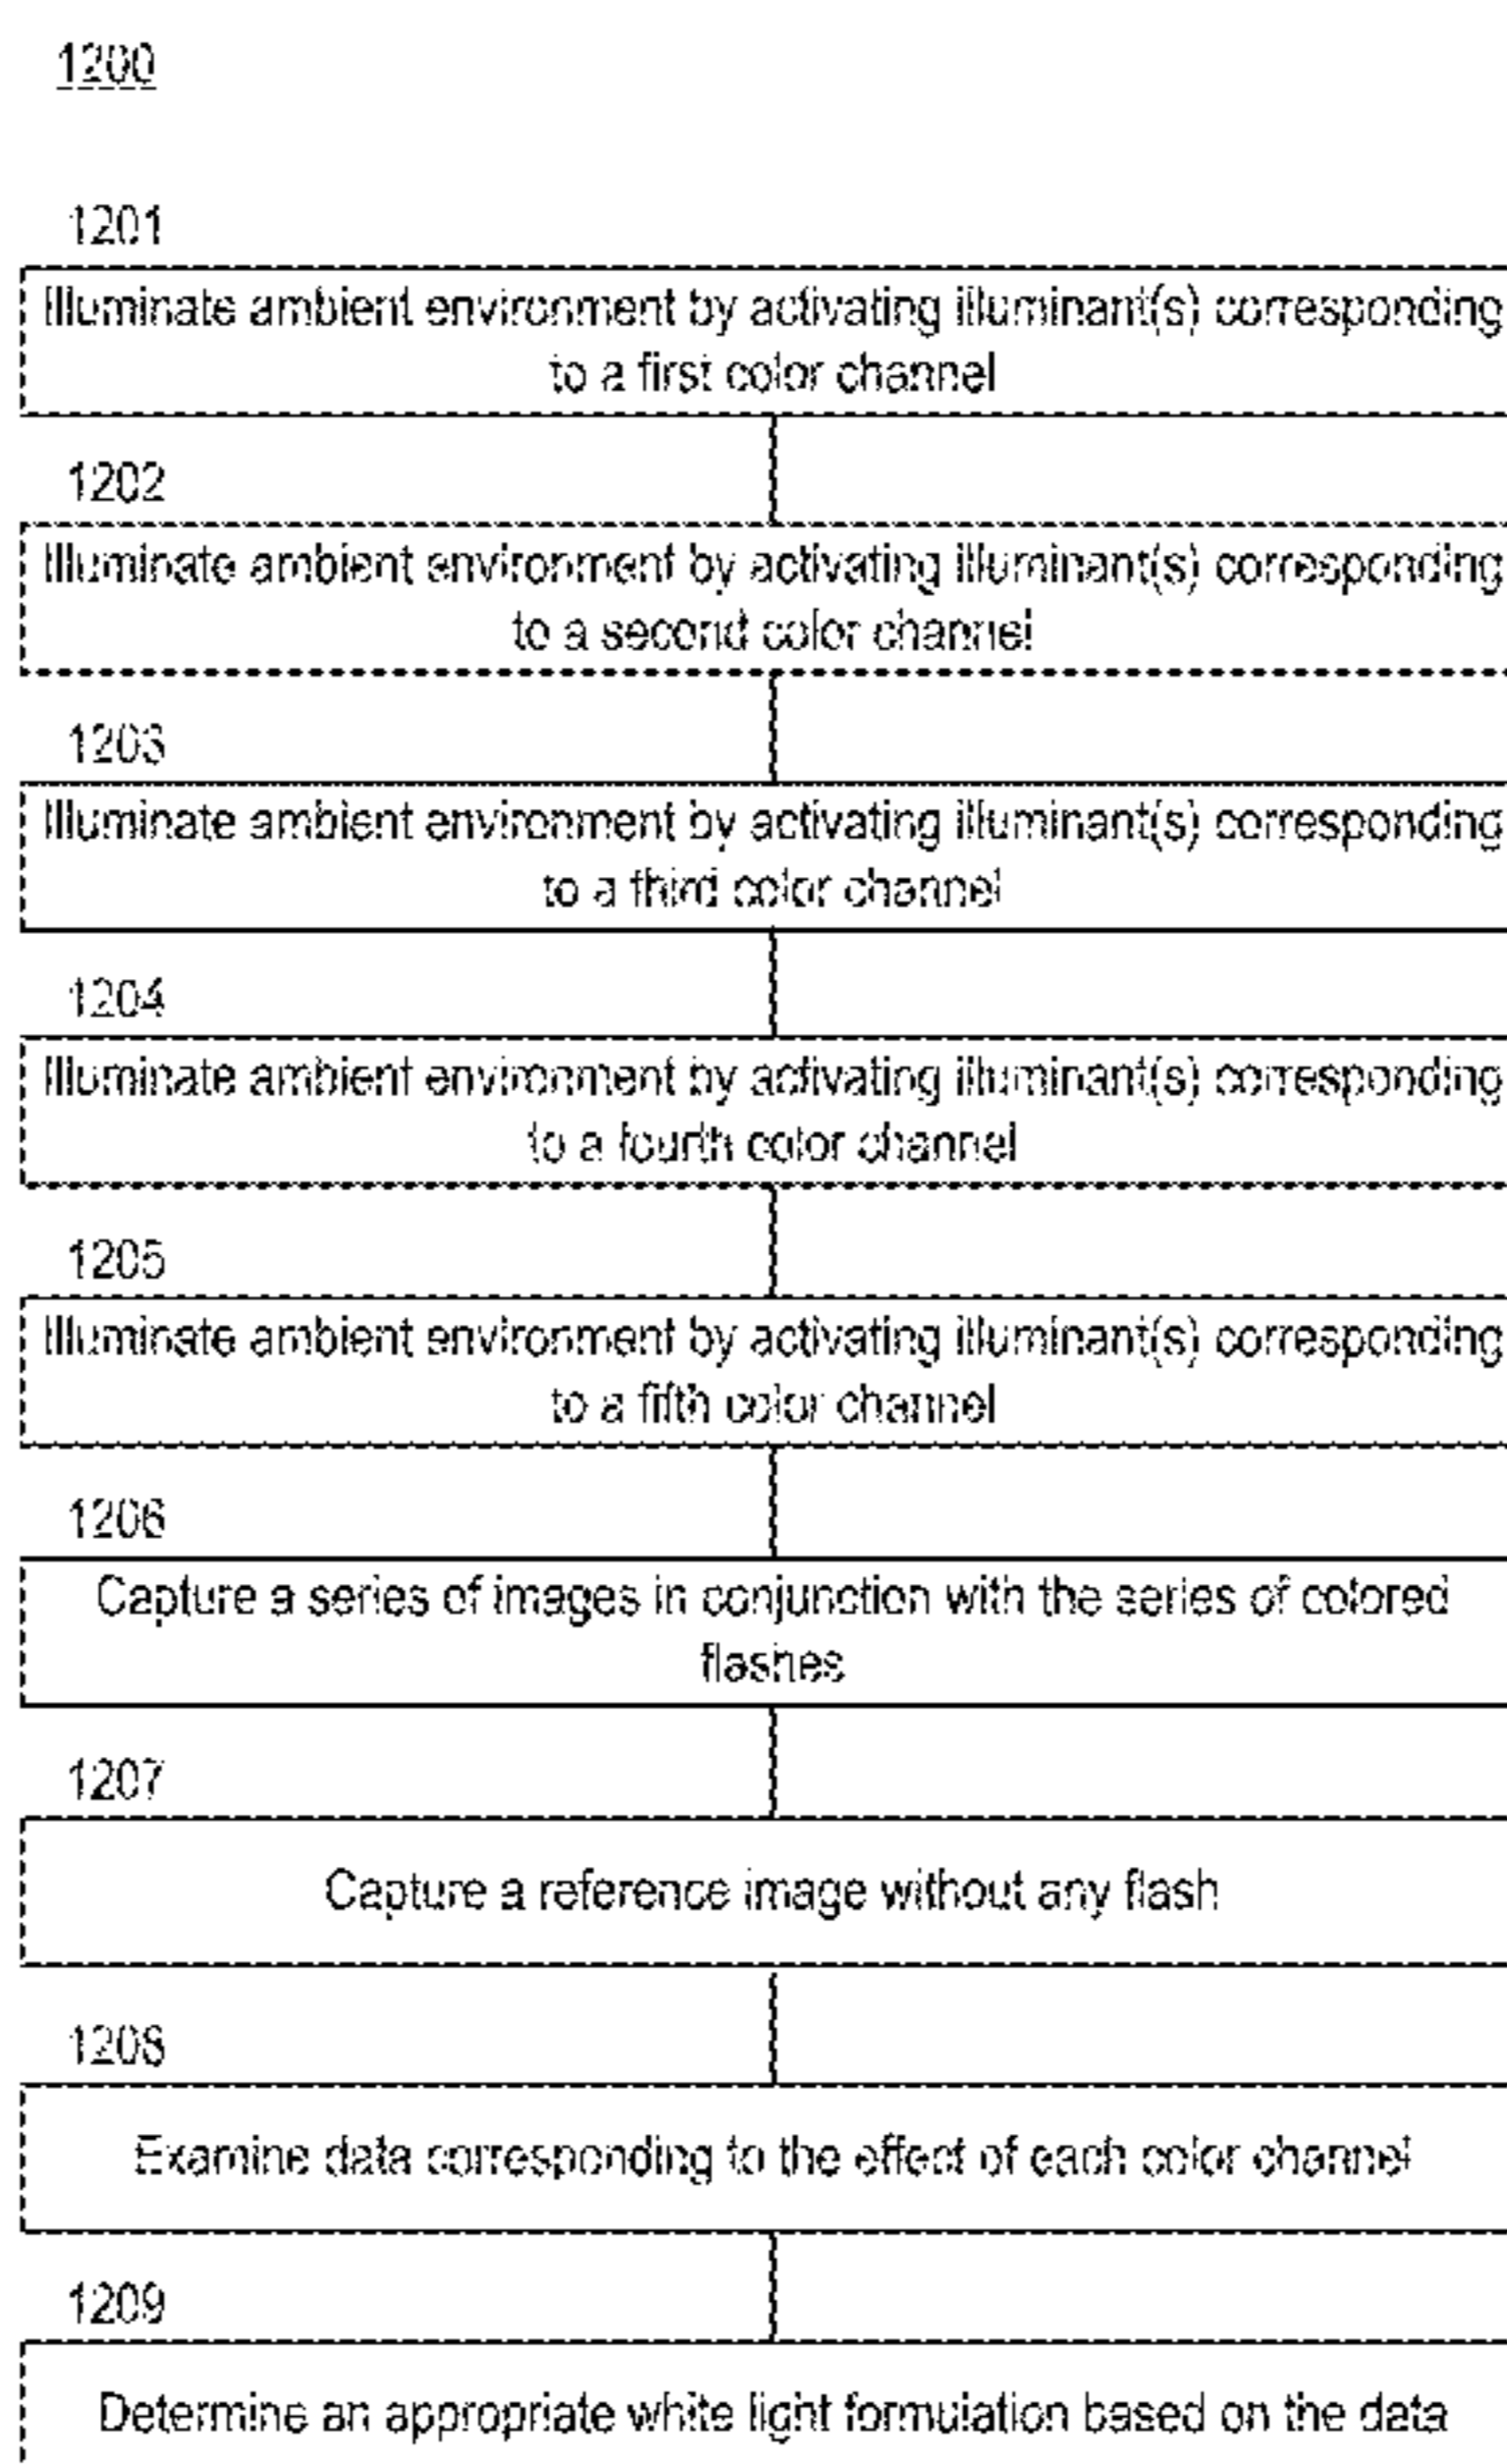 1200
1201
Illuminate ambient environment by activating illuminant(s) corresponding
to a first color channel
1202
Illuminate ambient environment by activating illuminant(s) corresponding
to a second color channel
1203
Illuminate ambient environment by activating illuminant(s) corresponding
to a third color channel
1204
Illuminate ambient environment by activating illuminant(s) corresponding
to a fourth color channel
1205
Illuminate ambient environment by activating illuminant(s) corresponding
to a fifth color channel
1206
Capture a series of images in conjunction with the series of colored
flashes
1207
Capture a reference image without any flash
1208
Examine data corresponding to the effect of each color channel
1209
Determine an appropriate white light formulation based on the data